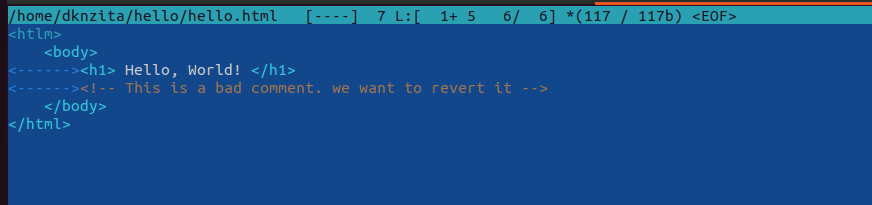 /home/dknzita/hello/hello.html   [----]  7 L:[  1+ 5   6/  6] *(117 / 117b) <EOF>
<htlm>
    <body>
<------><h1> Hello, World! </h1>
<------><!-- This is a bad comment. we want to revert it -->
    </body>
</html>